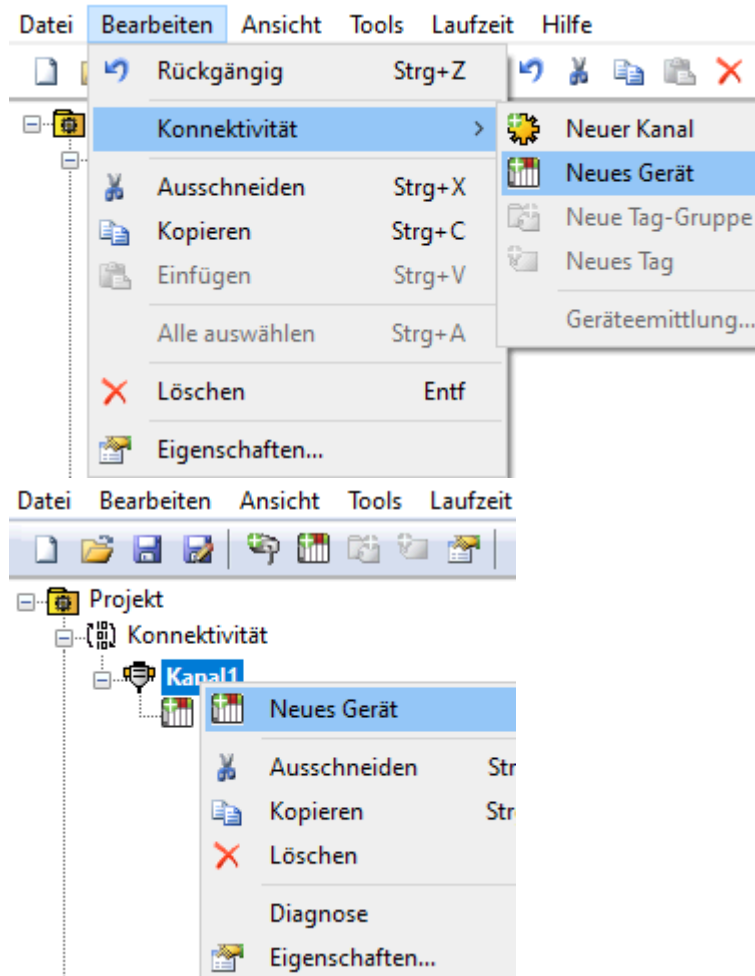 Datei Bearbeiten Ansicht Tools Laufzeit Hilfe
Rückgängig Strg+Z
Konnektivität
Neuer Kanal
Ausschneiden Strg+X
Neues Gerät
Kopieren Strg+C
Neue Tag-Gruppe
Einfügen Strg+V
Neues Tag
Alle auswählen Strg+A
Geräteemittlung...
Löschen Entf
Eigenschaften...
Datei Bearbeiten Ansicht Tools Laufzeit
Projekt
Konnektivität
Kanal1
Neues Gerät
Ausschneiden Str
Kopieren Str
Löschen
Diagnose
Eigenschaften...